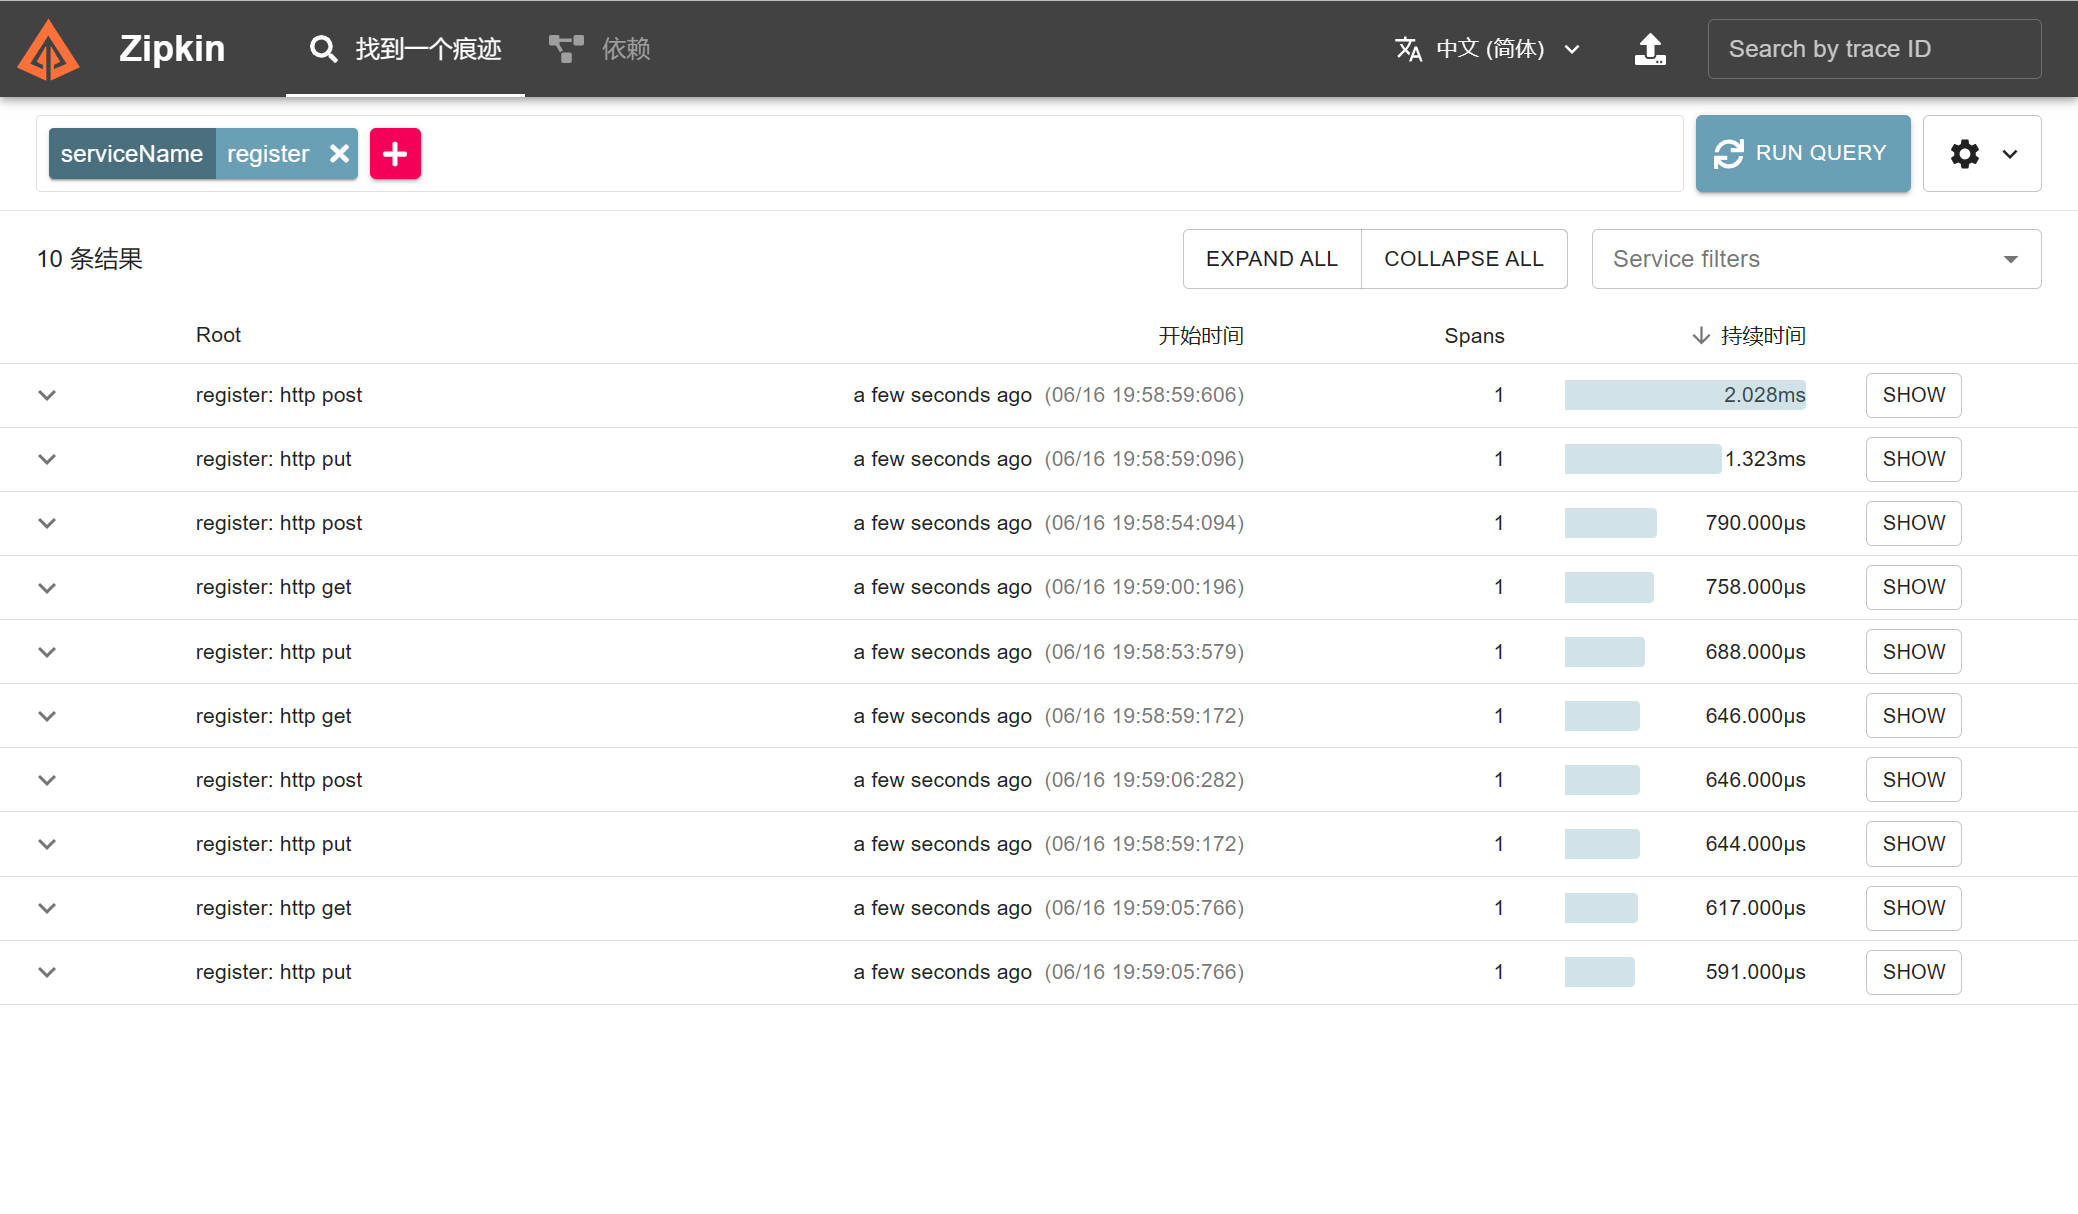 Zipkin 找到一个痕迹 依赖 中文 (简体) Search by trace ID
serviceName register RUN QUERY
10 条结果 EXPAND ALL COLLAPSE ALL Service filters
Root 开始时间 Spans 持续时间
register: http post a few seconds ago (06/16 19:58:59:606) 1 2.028ms SHOW
register: http put a few seconds ago (06/16 19:58:59:096) 1 1.323ms SHOW
register: http post a few seconds ago (06/16 19:58:54:094) 1 790.000μs SHOW
register: http get a few seconds ago (06/16 19:59:00:196) 1 758.000μs SHOW
register: http put a few seconds ago (06/16 19:58:53:579) 1 688.000μs SHOW
register: http get a few seconds ago (06/16 19:58:59:172) 1 646.000μs SHOW
register: http post a few seconds ago (06/16 19:59:06:282) 1 646.000μs SHOW
register: http put a few seconds ago (06/16 19:58:59:172) 1 644.000μs SHOW
register: http get a few seconds ago (06/16 19:59:05:766) 1 617.000μs SHOW
register: http put a few seconds ago (06/16 19:59:05:766) 1 591.000μs SHOW